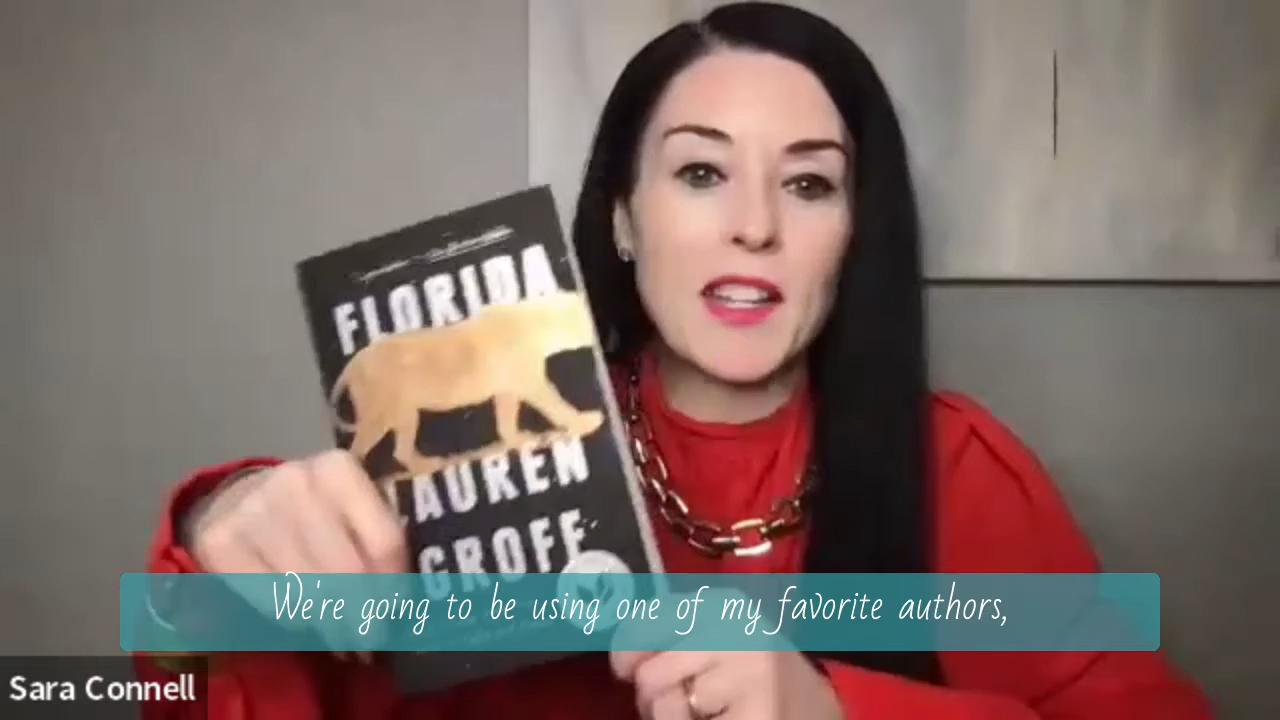 FLORIDA
LAUREN
GROFF
We're going to be using one of my favorite authors,
Sara Connell